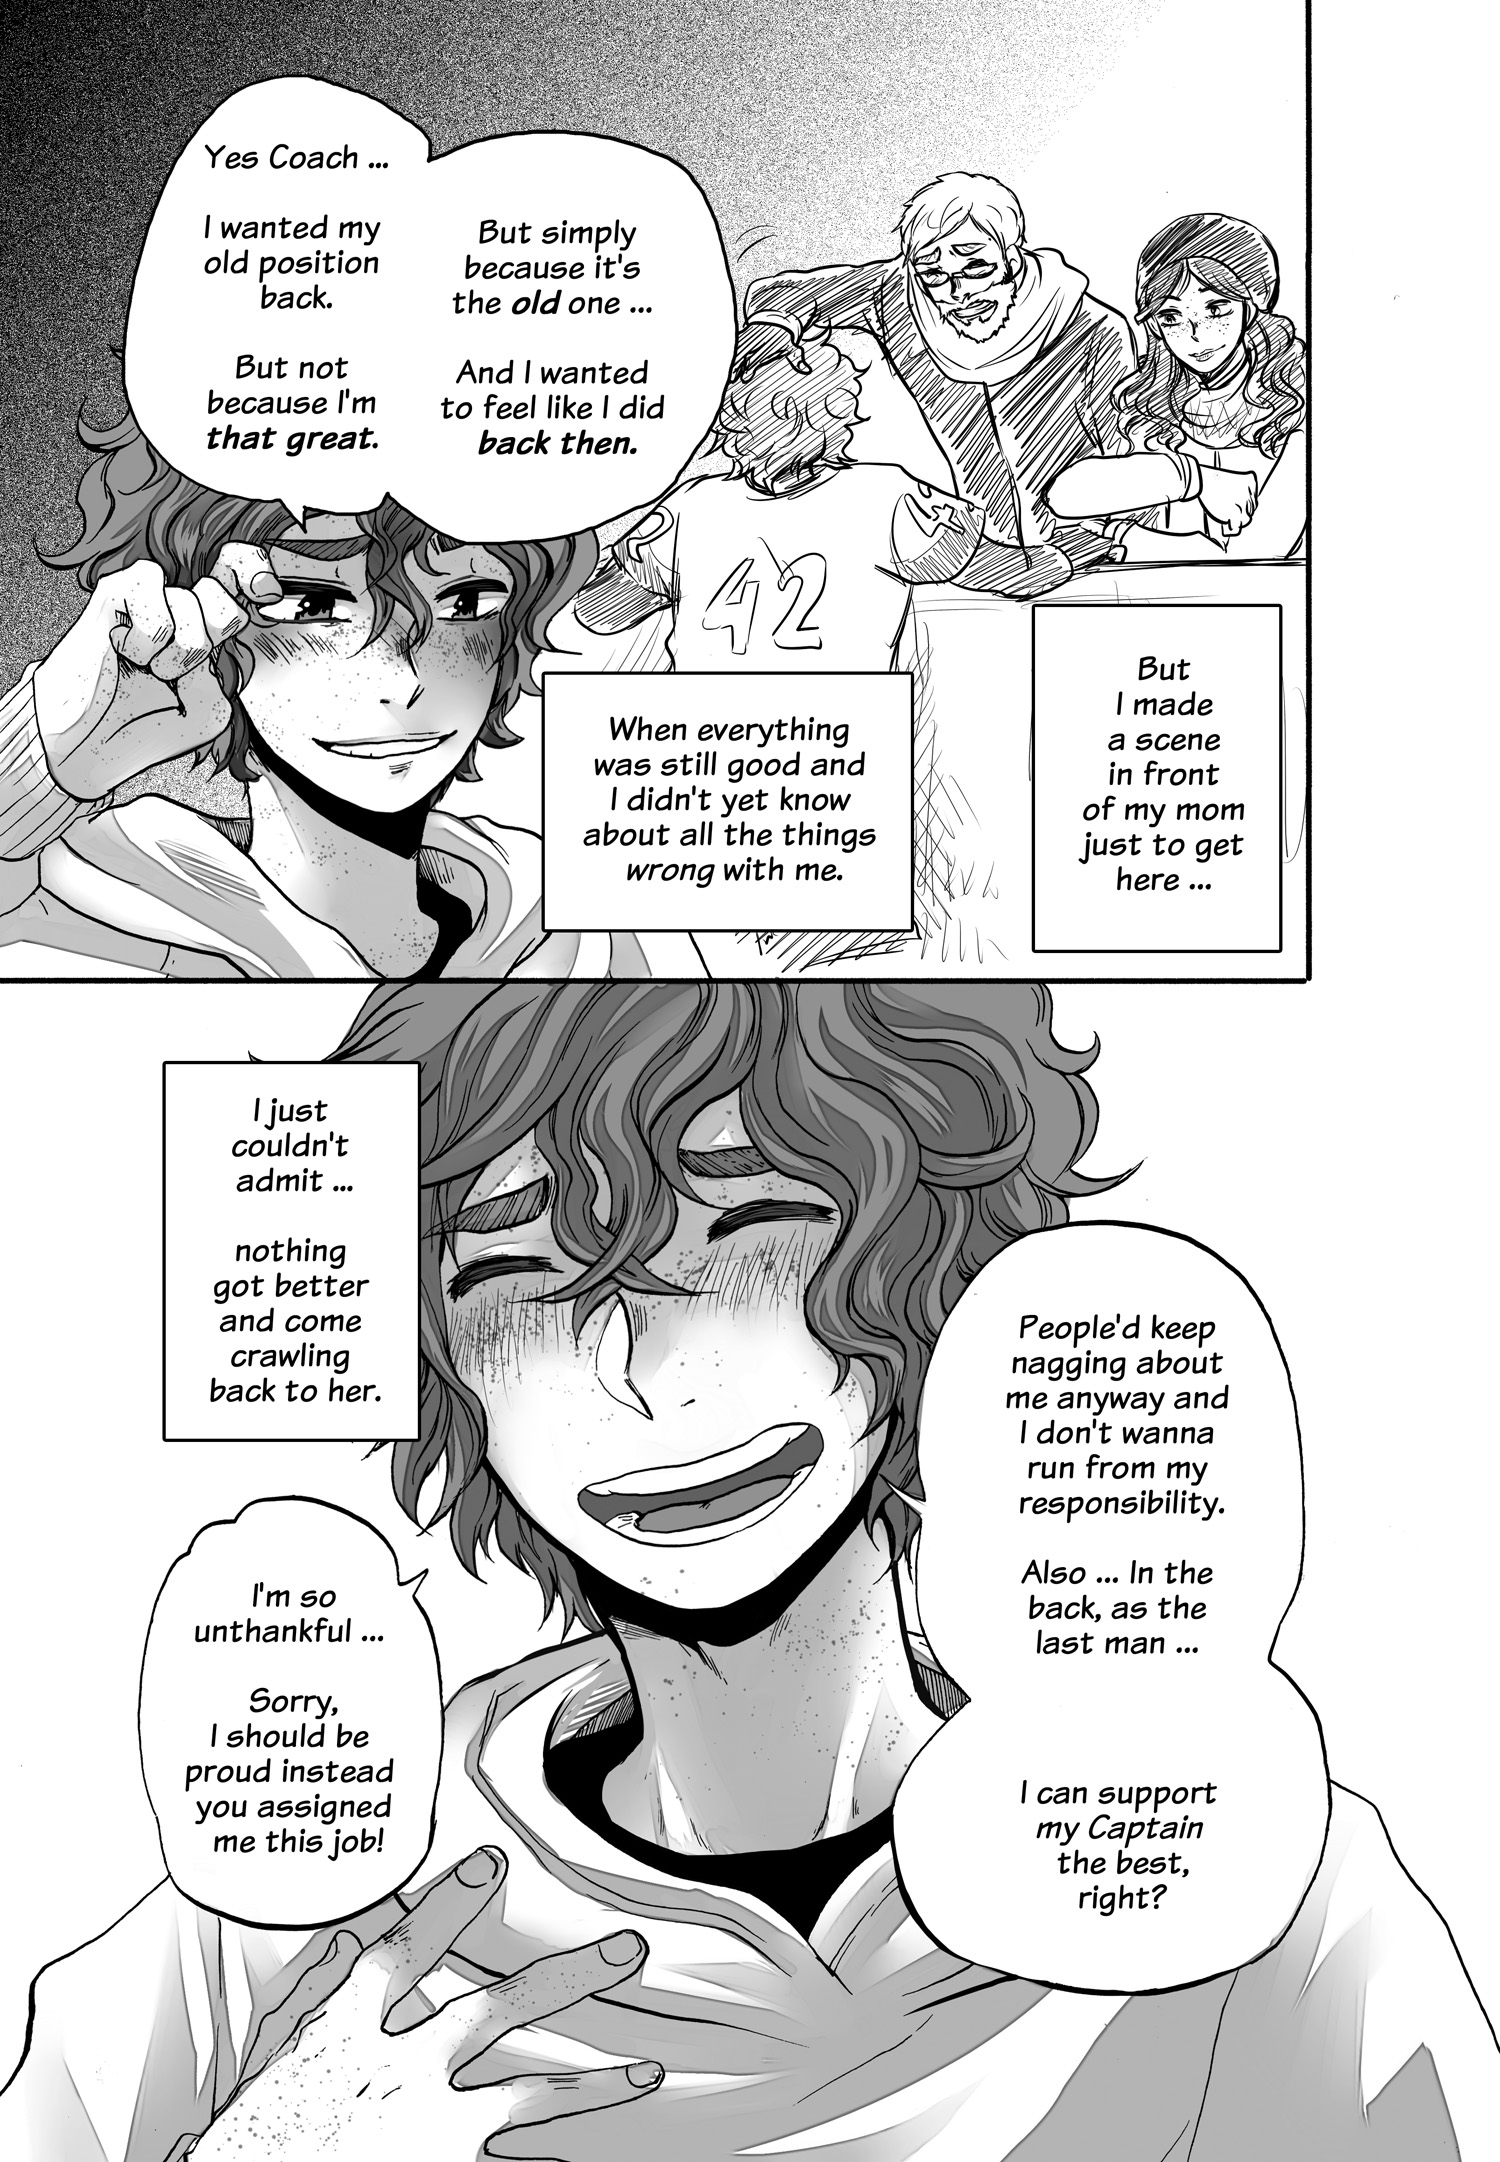 Yes Coach ...
I wanted my
old position
back.
But not
because I'm
that great.
But simply
because it's
the old one ...
And I wanted
to feel like I did
back then.
42
4
When everything
was still good and
I didn't yet know
about all the things
wrong with me.
But
I made
a scene
in front
of my mom
just to get
here ...
I just
couldn't
admit ...
nothing
got better
and come
crawling
back to her.
People'd keep
nagging about
me anyway and
I don't wanna
run from my
responsibility.
Also ... In the
back, as the
last man ...
I can support
my Captain
the best,
right?
I'm so
unthankful ...
Sorry,
I should be
proud instead
you assigned
me this job!